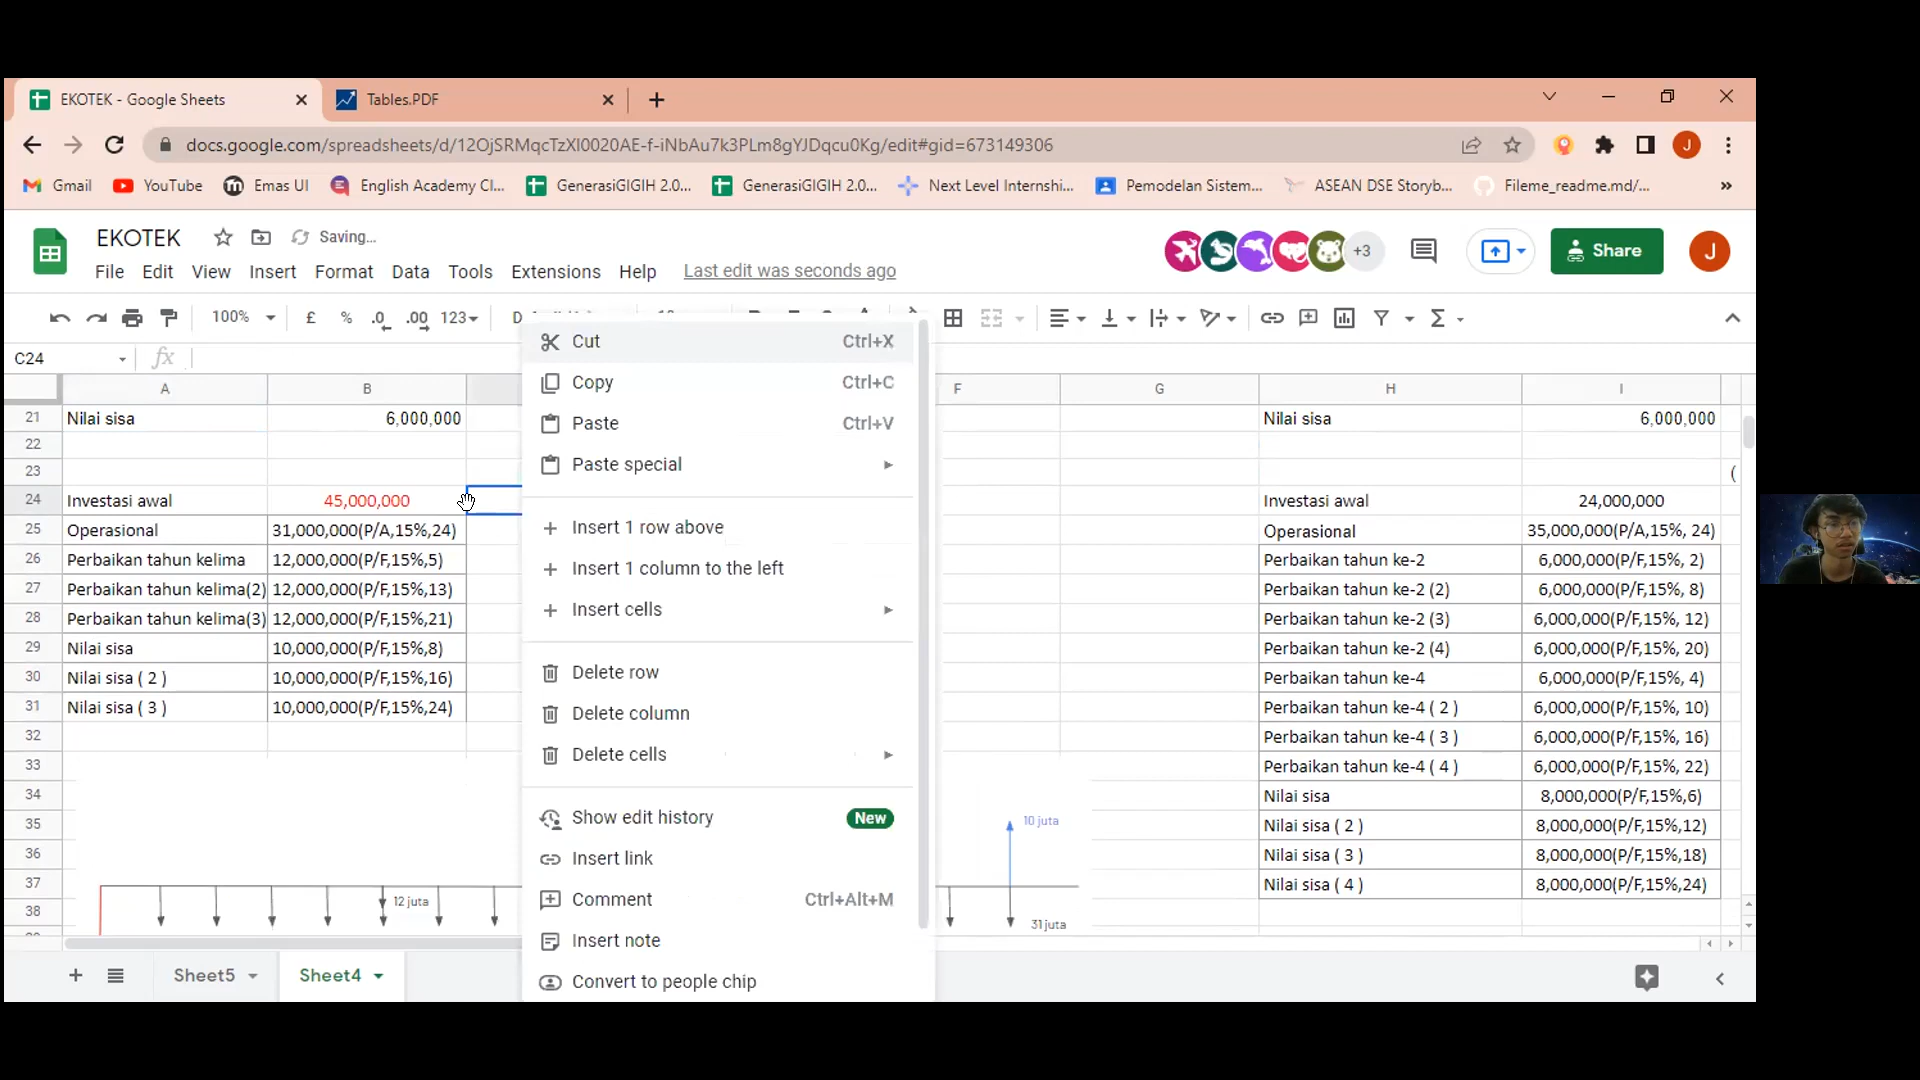 EKOTEK - Google Sheets
Tables.PDF
docs.google.com/spreadsheets/d/12OjSRMqcTzXI0020AE-f-iNbAu7k3PLm8gYJDqcu0Kg/edit#gid=673149306
J
Gmail YouTube Emas UI English Academy Cl... GenerasiGIGIH 2.0... GenerasiGIGIH 2.0... Next Level Internshi... Pemodelan Sistem... ASEAN DSE Storyb... Fileme_readme.md/... »
EKOTEK Saving...
+3 Share J
File Edit View Insert Format Data Tools Extensions Help Last edit was seconds ago
100% £ % .0 .00 123
C24 fx
A B F G H I
21 Nilai sisa 6,000,000 Nilai sisa 6,000,000
22
23 (
24 Investasi awal 45,000,000 Investasi awal 24,000,000
25 Operasional 31,000,000(P/A,15%,24) Operasional 35,000,000(P/A,15%, 24)
26 Perbaikan tahun kelima 12,000,000(P/F,15%,5) Perbaikan tahun ke-2 6,000,000(P/F,15%, 2)
27 Perbaikan tahun kelima(2) 12,000,000(P/F,15%,13) Perbaikan tahun ke-2 (2) 6,000,000(P/F,15%, 8)
28 Perbaikan tahun kelima(3) 12,000,000(P/F,15%,21) Perbaikan tahun ke-2 (3) 6,000,000(P/F,15%, 12)
29 Nilai sisa 10,000,000(P/F,15%,8) Perbaikan tahun ke-2 (4) 6,000,000(P/F,15%, 20)
30 Nilai sisa ( 2 ) 10,000,000(P/F,15%,16) Perbaikan tahun ke-4 6,000,000(P/F,15%, 4)
31 Nilai sisa ( 3 ) 10,000,000(P/F,15%,24) Perbaikan tahun ke-4 ( 2 ) 6,000,000(P/F,15%, 10)
32 Perbaikan tahun ke-4 ( 3 ) 6,000,000(P/F,15%, 16)
33 Perbaikan tahun ke-4 ( 4 ) 6,000,000(P/F,15%, 22)
34 Nilai sisa 8,000,000(P/F,15%,6)
35 10 juta Nilai sisa ( 2 ) 8,000,000(P/F,15%,12)
36 Nilai sisa ( 3 ) 8,000,000(P/F,15%,18)
37 Nilai sisa ( 4 ) 8,000,000(P/F,15%,24)
38 12 juta 31 juta
Cut Ctrl+X
Copy Ctrl+C
Paste Ctrl+V
Paste special
Insert 1 row above
Insert 1 column to the left
Insert cells
Delete row
Delete column
Delete cells
Show edit history New
Insert link
Comment Ctrl+Alt+M
Insert note
Convert to people chip
Sheet5 Sheet4